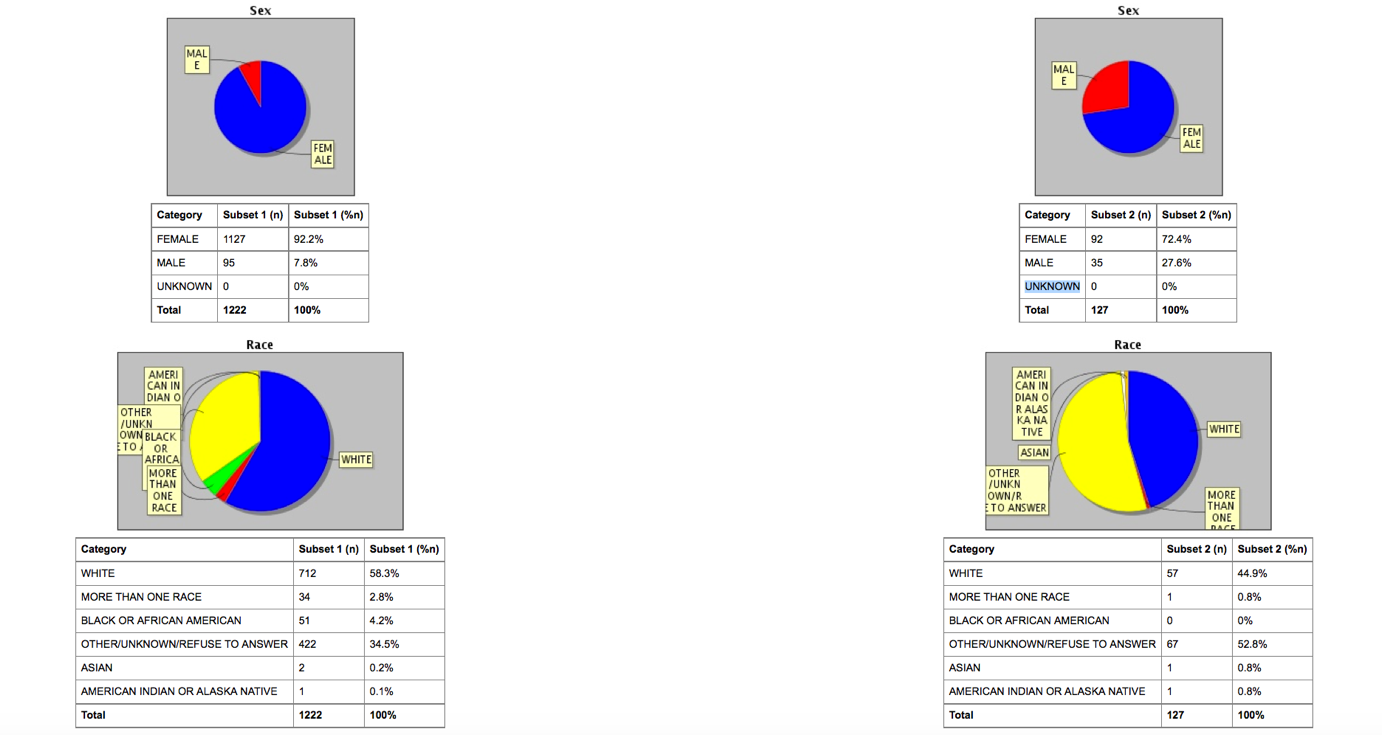 Sex
MAL
E
FEM
ALE
Category Subset 1 (n) Subset 1 (%n)
FEMALE 1127 92.2%
MALE 95 7.8%
UNKNOWN 0 0%
Total 1222 100%
Race
AMERI
CAN IN
DIAN O
OTHER
/UNKN
OWN
E TO
BLACK
OR
AFRICA
MORE
THAN
ONE
RACE
WHITE
Category Subset 1 (n) Subset 1 (%n)
WHITE 712 58.3%
MORE THAN ONE RACE 34 2.8%
BLACK OR AFRICAN AMERICAN 51 4.2%
OTHER/UNKNOWN/REFUSE TO ANSWER 422 34.5%
ASIAN 2 0.2%
AMERICAN INDIAN OR ALASKA NATIVE 1 0.1%
Total 1222 100%
Sex
MAL
E
FEM
ALE
Category Subset 2 (n) Subset 2 (%n)
FEMALE 92 72.4%
MALE 35 27.6%
UNKNOWN 0 0%
Total 127 100%
Race
AMERI
CAN IN
DIAN O
R ALAS
KA NA
TIVE
ASIAN
OTHER
/UNKN
OWN/R
E TO ANSWER
WHITE
MORE
THAN
ONE
RACE
Category Subset 2 (n) Subset 2 (%n)
WHITE 57 44.9%
MORE THAN ONE RACE 1 0.8%
BLACK OR AFRICAN AMERICAN 0 0%
OTHER/UNKNOWN/REFUSE TO ANSWER 67 52.8%
ASIAN 1 0.8%
AMERICAN INDIAN OR ALASKA NATIVE 1 0.8%
Total 127 100%